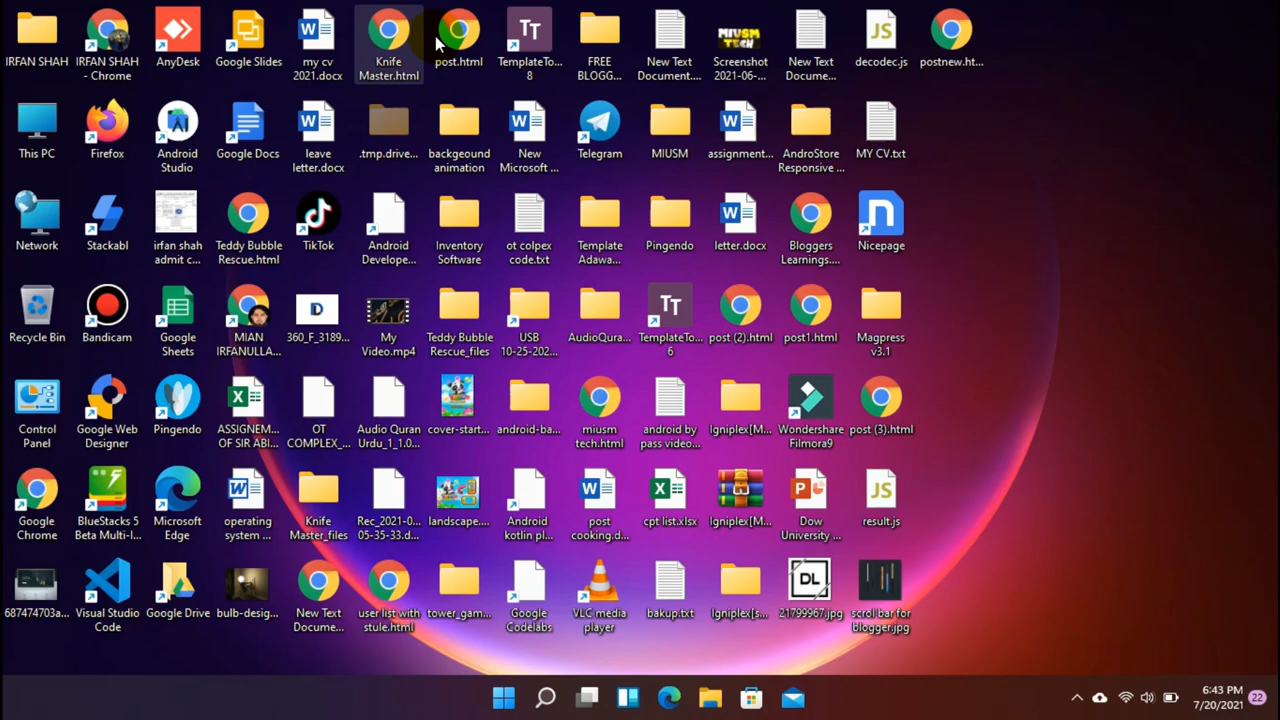 IRFAN SHAH
IRFAN SHAH
- Chrome
AnyDesk
Google Slides
my cv
2021.docx
Knife
Master.html
post.html
TemplateTo...
8
FREE
BLOGG...
New Text
Document....
MIUSM
TECH
Screenshot
2021-06-...
New Text
Docume...
decodec.js
postnew.ht...
This PC
Firefox
Android
Studio
Google Docs
leave
letter.docx
.tmp.drive...
backgeound
animation
New
Microsoft ...
Telegram
MIUSM
assignment...
AndroStore
Responsive ...
MY CV.txt
Network
Stackabl
irfan shah
admit c...
Teddy Bubble
Rescue.html
TikTok
Android
Develope...
Inventory
Software
ot colpex
code.txt
Template
Adawa...
Pingendo
letter.docx
Bloggers
Learnings....
Nicepage
Recycle Bin
Bandicam
Google
Sheets
MIAN
IRFANULLA...
360_F_3189...
My
Video.mp4
Teddy Bubble
Rescue_files
USB
10-25-202...
AudioQura...
TemplateTo...
6
post (2).html
post1.html
Magpress
v3.1
Control
Panel
Google Web
Designer
Pingendo
ASSIGNEM...
OF SIR ABI...
OT
COMPLEX_...
Audio Quran
Urdu_1_1.0...
cover-start...
android-ba...
miusm
tech.html
android by
pass video...
Igniplex[M...
Wondershare
Filmora9
post (3).html
Google
Chrome
BlueStacks 5
Beta Multi-I...
Microsoft
Edge
operating
system ...
Knife
Master_files
Rec_2021-0...
05-35-33.d...
landscape....
Android
kotlin pl...
post
cooking.d...
cpt list.xlsx
Igniplex[M...
Dow
University ...
result.js
687474703a...
Visual Studio
Code
Google Drive
bulb-desig...
New Text
Docume...
user list with
stule.html
tower_gam...
Google
Codelabs
VLC media
player
bakup.txt
Igniplex[s...
DL
21799967.jpg
scroll bar for
blogger.jpg
6:43 PM
7/20/2021
22